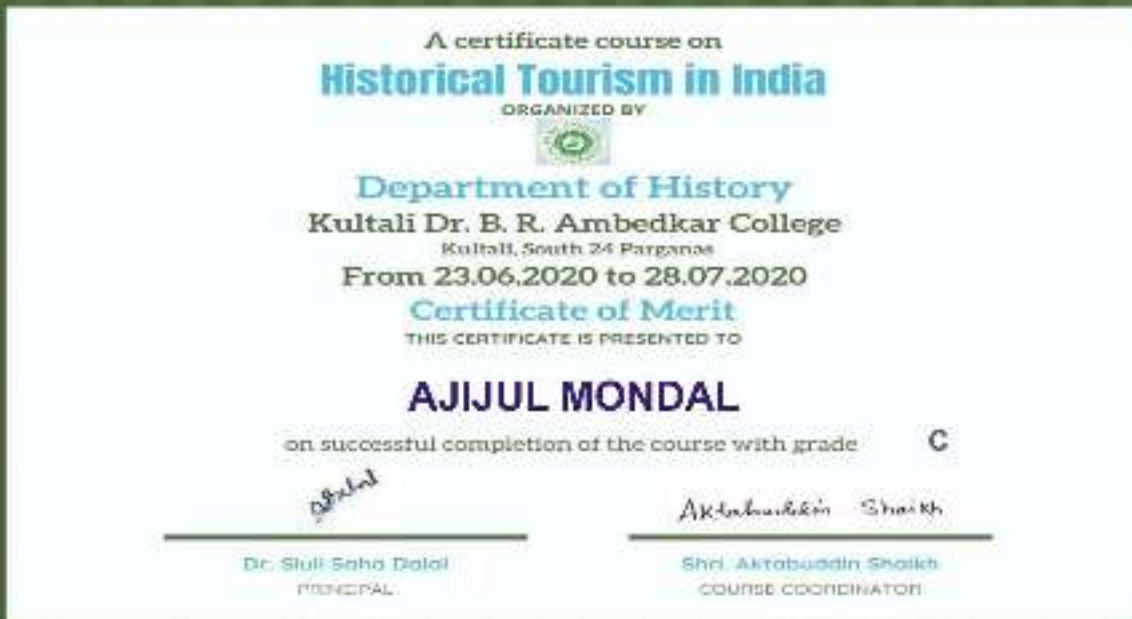 A certificate course on
Historical Tourism in India
ORGANIZED BY
Department of History
Kultali Dr. B. R. Ambedkar College
Kultali, South 24 Parganas
From 23.06.2020 to 28.07.2020
Certificate of Merit
THIS CERTIFICATE IS PRESENTED TO
AJIJUL MONDAL
on successful completion of the course with grade C
Aktabuddin Shaikh
Dr. Siuli Saha Dalal Shri. Aktabuddin Shaikh
PRINCIPAL COURSE COORDINATOR